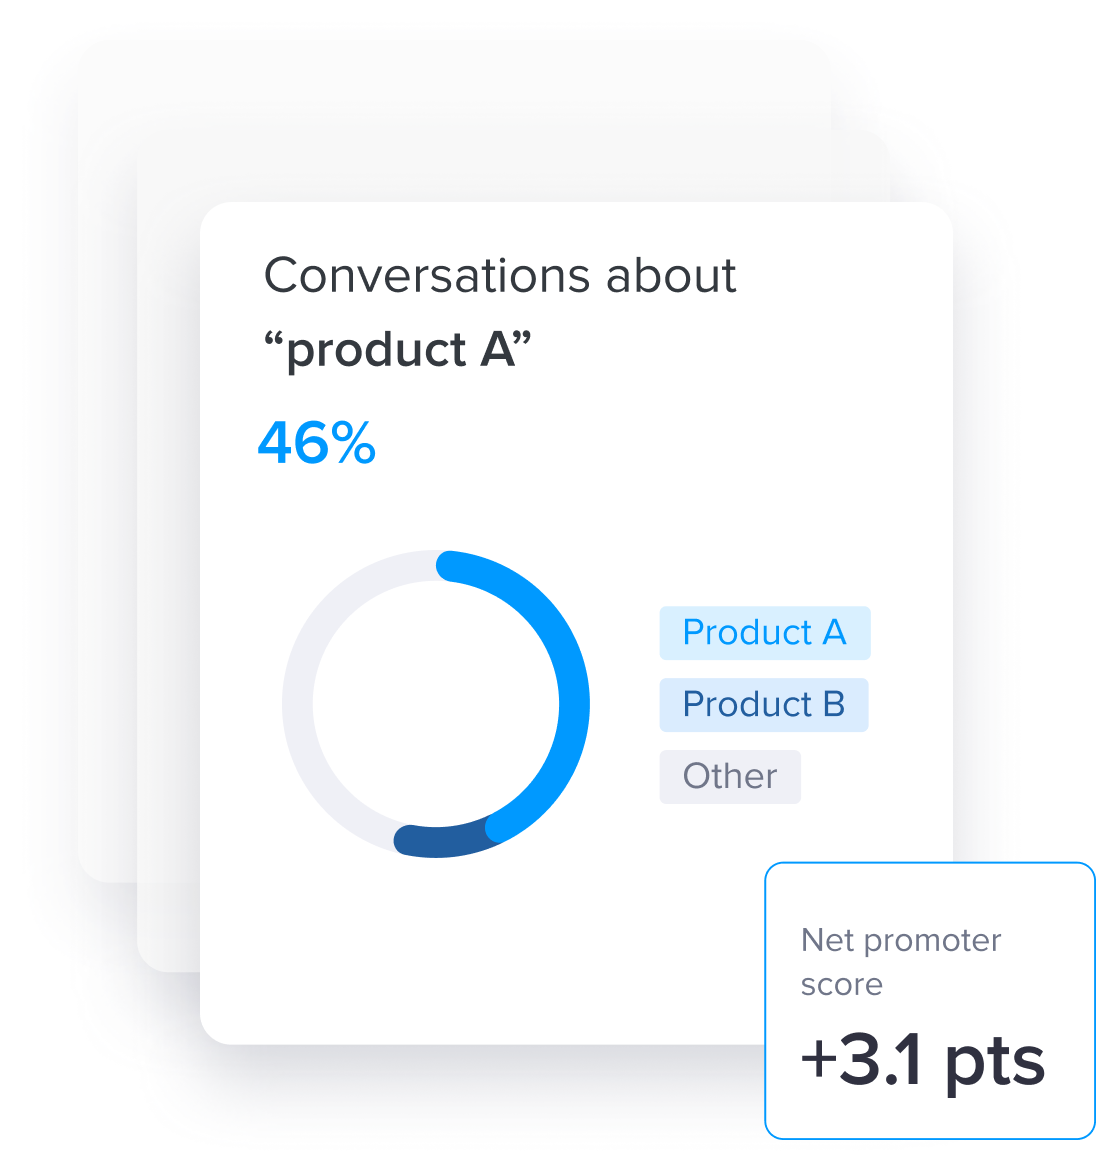 Conversations about
“product A”
46%
Product A
Product B
Other
Net promoter
score
+3.1 pts